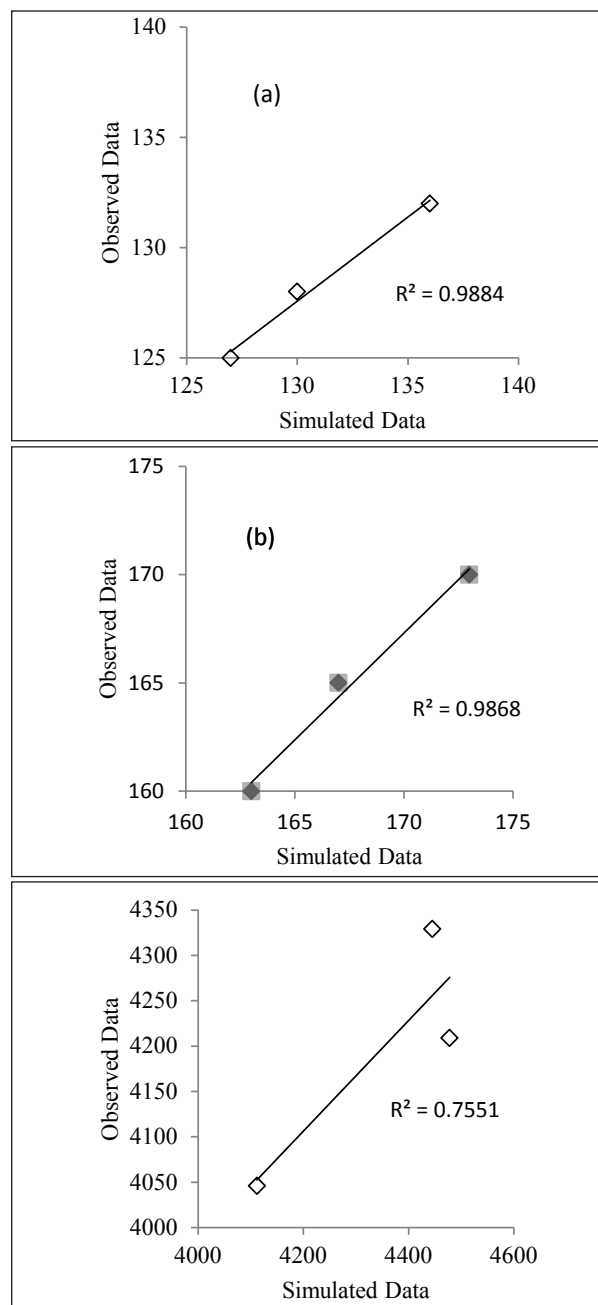 140
(a)
135
Observed Data
130
R² = 0.9884
125
125 130 135 140
Simulated Data
175
(b)
170
Observed Data
165
R² = 0.9868
160
160 165 170 175
Simulated Data
4350
4300
4250
4200
Observed Data
4150
R² = 0.7551
4100
4050
4000
4000 4200 4400 4600
Simulated Data